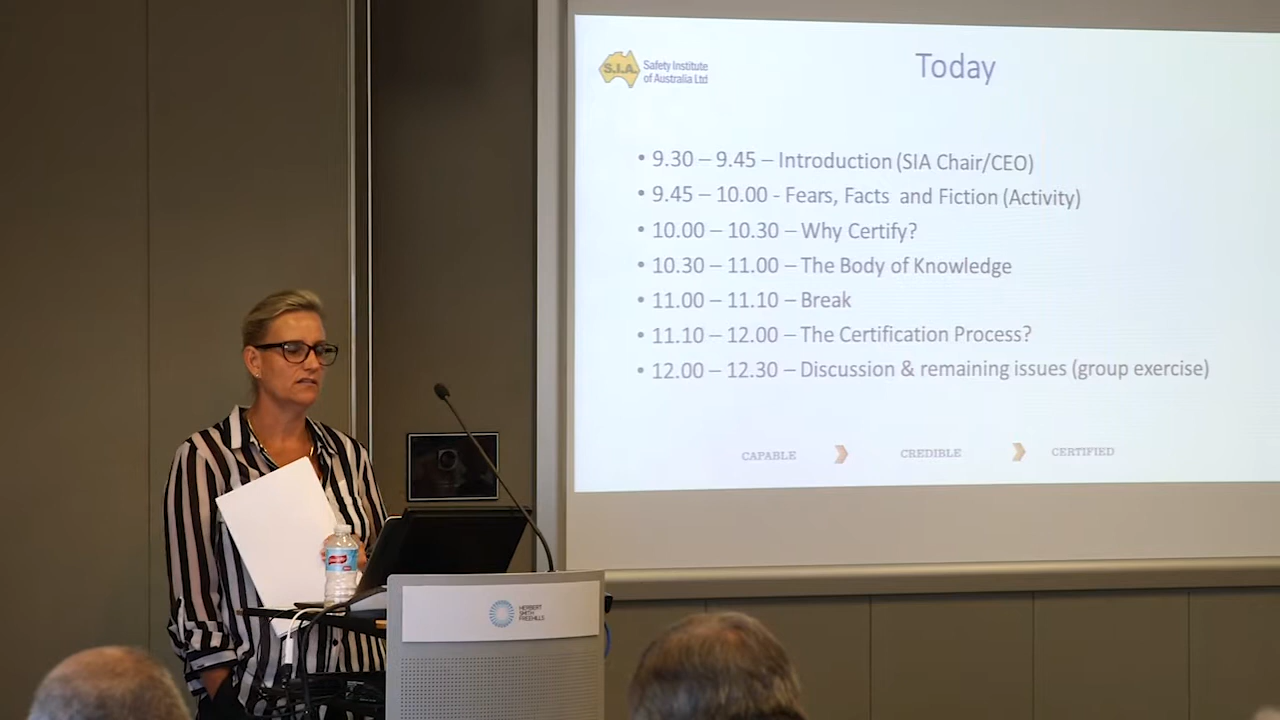 S.I.A.
Safety Institute
of Australia Ltd
Today
• 9.30 – 9.45 – Introduction (SIA Chair/CEO)
• 9.45 – 10.00 - Fears, Facts and Fiction (Activity)
• 10.00 – 10.30 – Why Certify?
• 10.30 – 11.00 – The Body of Knowledge
• 11.00 – 11.10 – Break
• 11.10 – 12.00 – The Certification Process?
• 12.00 – 12.30 – Discussion & remaining issues (group exercise)
CAPABLE CREDIBLE CERTIFIED
HERBERT
SMITH
FREEHILLS